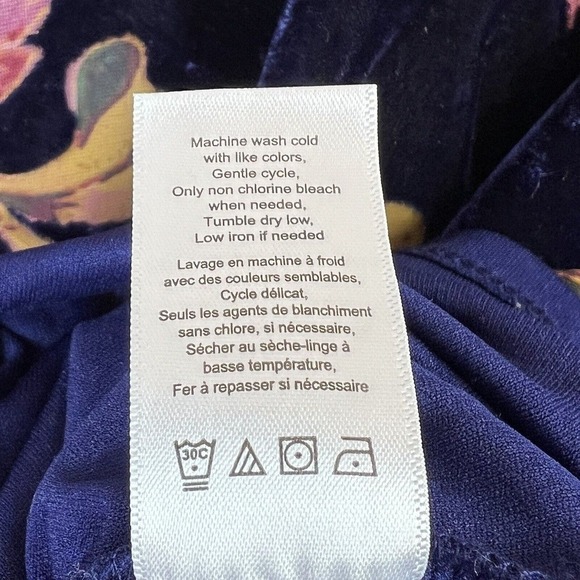 Machine wash cold
with like colors,
Gentle cycle,
Only non chlorine bleach
when needed,
Tumble dry low,
Low iron if needed
Lavage en machine à froid
avec des couleurs semblables,
Cycle délicat,
Seuls les agents de blanchiment
sans chlore, si nécessaire,
Sécher au sèche-linge à
basse température,
Fer à repasser si nécessaire
30C